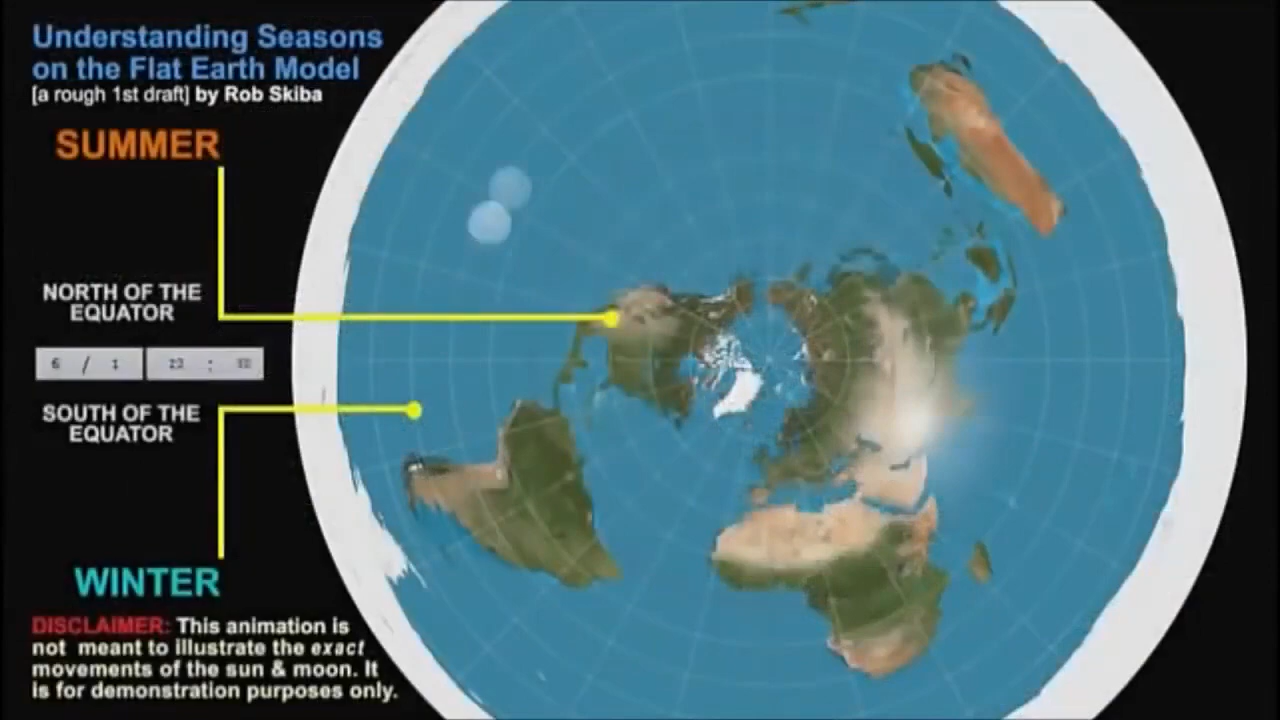 Understanding Seasons
on the Flat Earth Model
[a rough 1st draft] by Rob Skiba
SUMMER
NORTH OF THE
EQUATOR
6 / 1
SOUTH OF THE
EQUATOR
WINTER
DISCLAIMER: This animation is
not meant to illustrate the exact
movements of the sun & moon. It
is for demonstration purposes only.